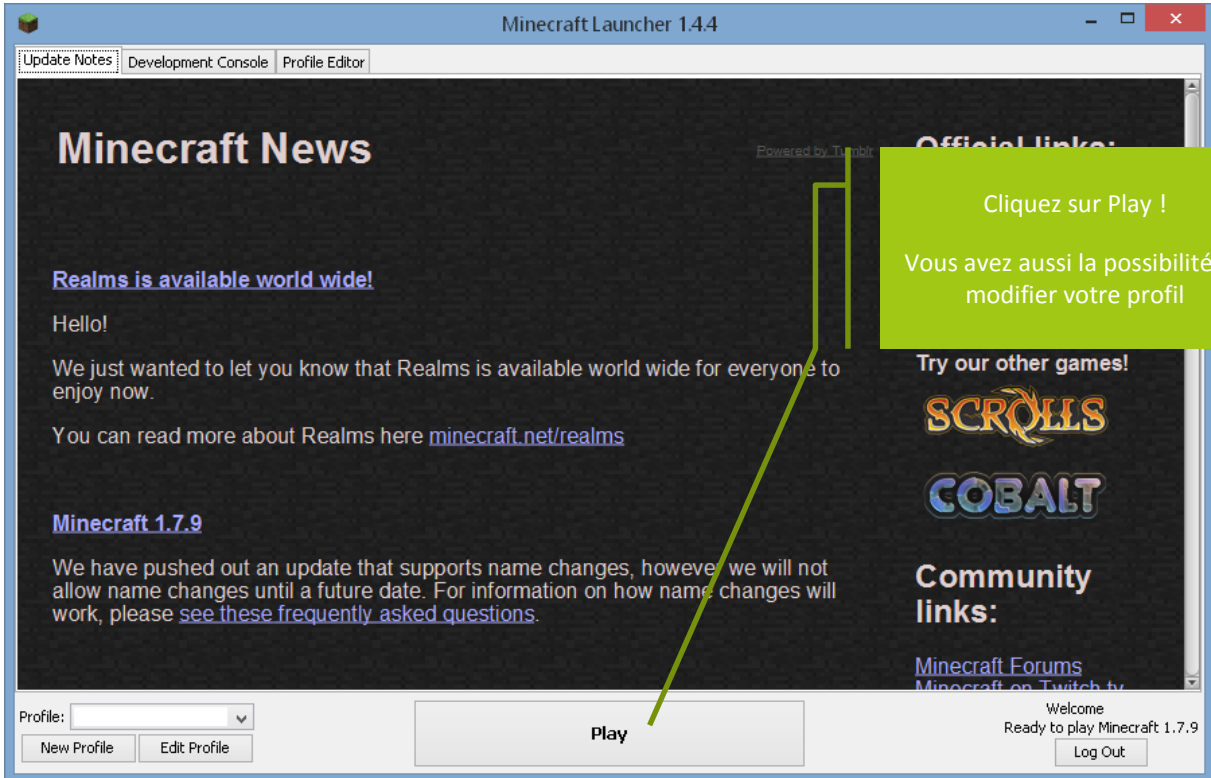 Minecraft Launcher 1.4.4
Update Notes
Development Console
Profile Editor
Minecraft News
Powered by Tumblr
Realms is available world wide!
Hello!
We just wanted to let you know that Realms is available world wide for everyone to
enjoy now.
You can read more about Realms here minecraft.net/realms
Minecraft 1.7.9
We have pushed out an update that supports name changes, however we will not
allow name changes until a future date. For information on how name changes will
work, please see these frequently asked questions.
Official links:
Cliquez sur Play !
Vous avez aussi la possibilité
modifier votre profil
Try our other games!
SCROLLS
COBALT
Community
links:
Minecraft Forums
Minecraft on Twitch.tv
Profile:
New Profile
Edit Profile
Play
Welcome
Ready to play Minecraft 1.7.9
Log Out